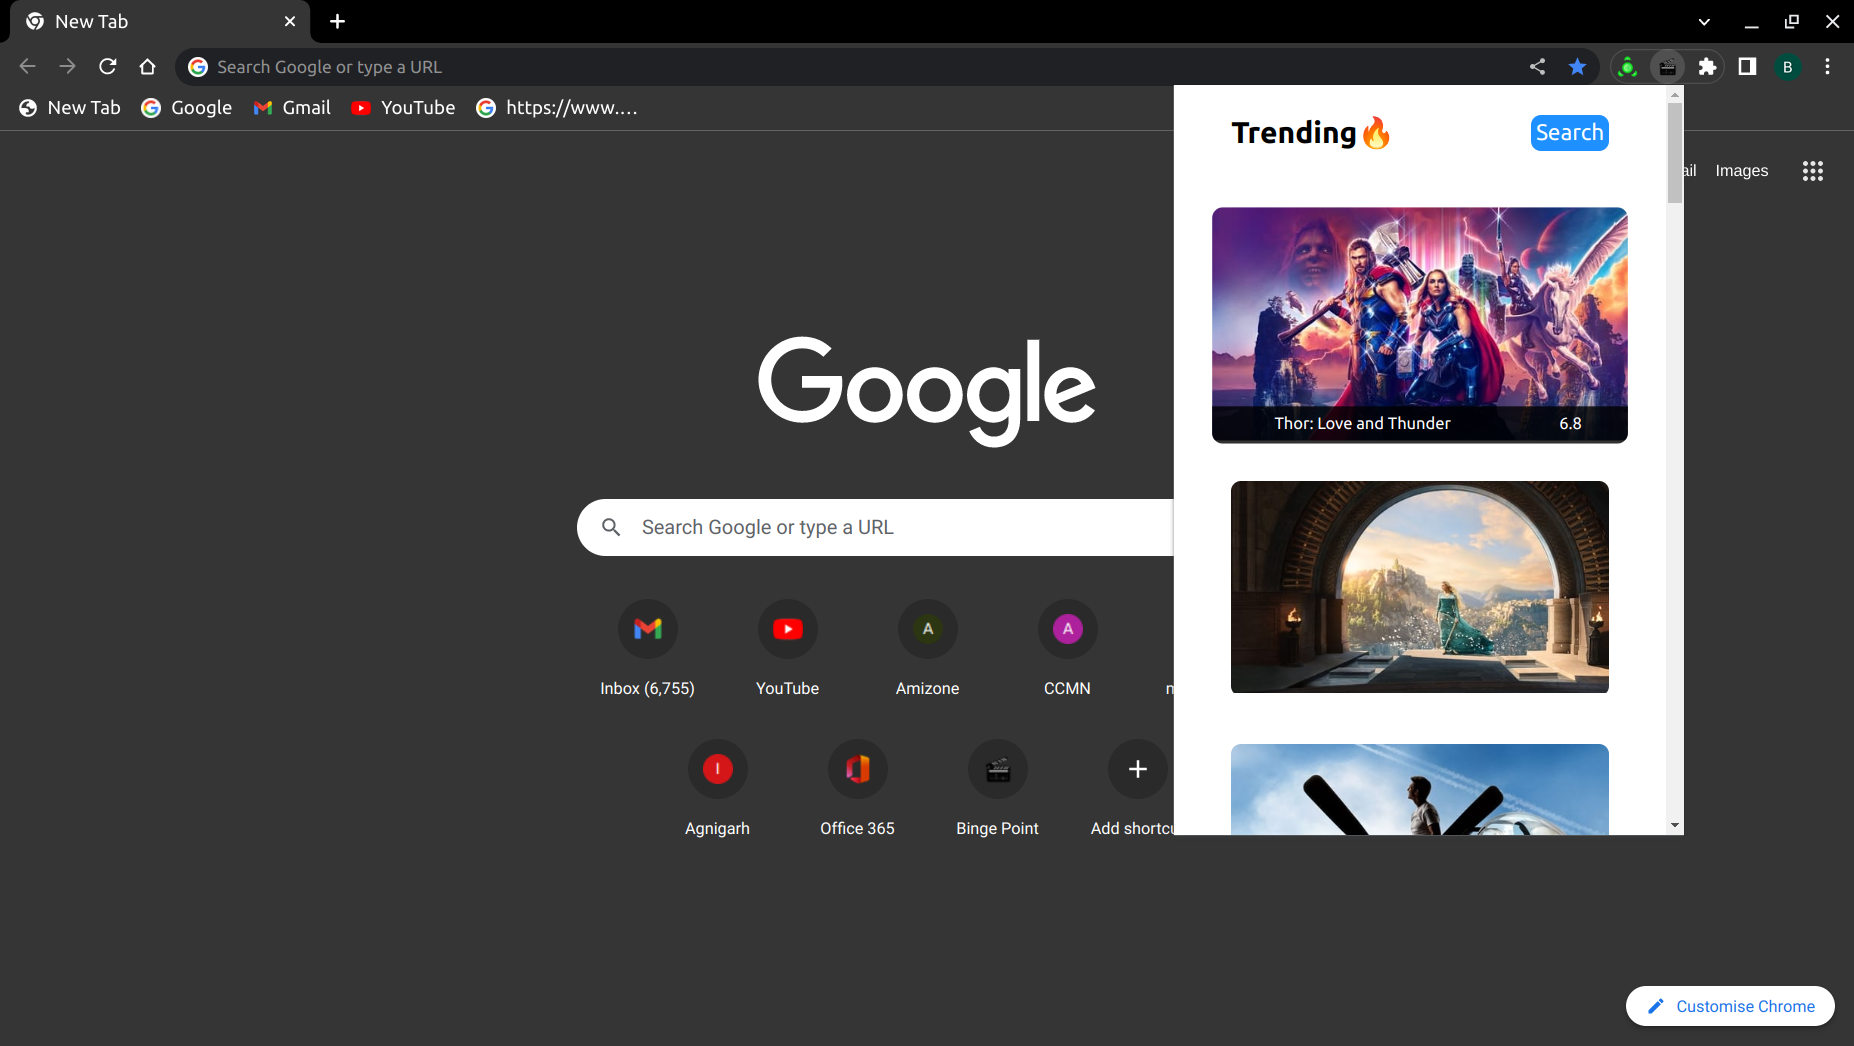 New Tab
Search Google or type a URL
B
New Tab
Google
Gmail
YouTube
https://www....
Trending🔥
Search
ail
Images
Thor: Love and Thunder
6.8
Google
Search Google or type a URL
A
A
Inbox (6,755)
YouTube
Amizone
CCMN
I
Agnigarh
Office 365
Binge Point
Add shortcu
Customise Chrome